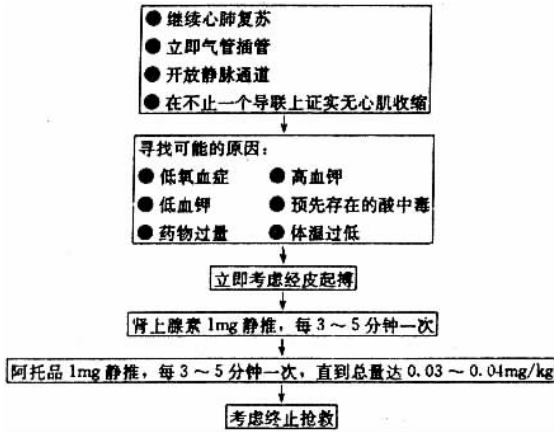 ●继续心肺复苏
●立即气管插管
●开放静脉通道
●在不止一个导联上证实无心肌收缩
寻找可能的原因：
●低氧血症 ●高血钾
●低血钾 ●预先存在的酸中毒
●药物过量 ●体温过低
立即考虑经皮起搏
肾上腺素1mg静推，每3～5分钟一次
阿托品1mg静推，每3～5分钟一次，直到总量达0.03～0.04mg/kg
考虑终止抢救